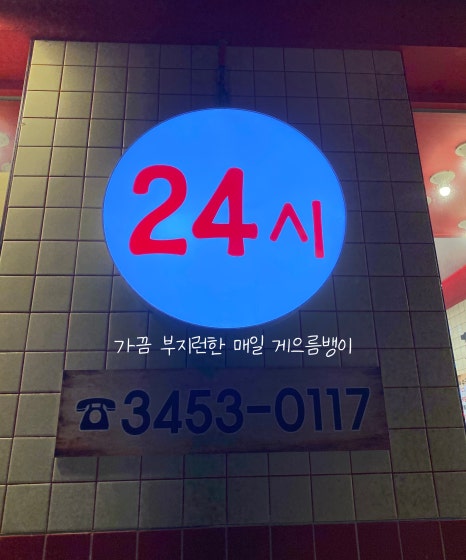 24시
가끔 부지런한 매일 게으름뱅이
☎3453-0117